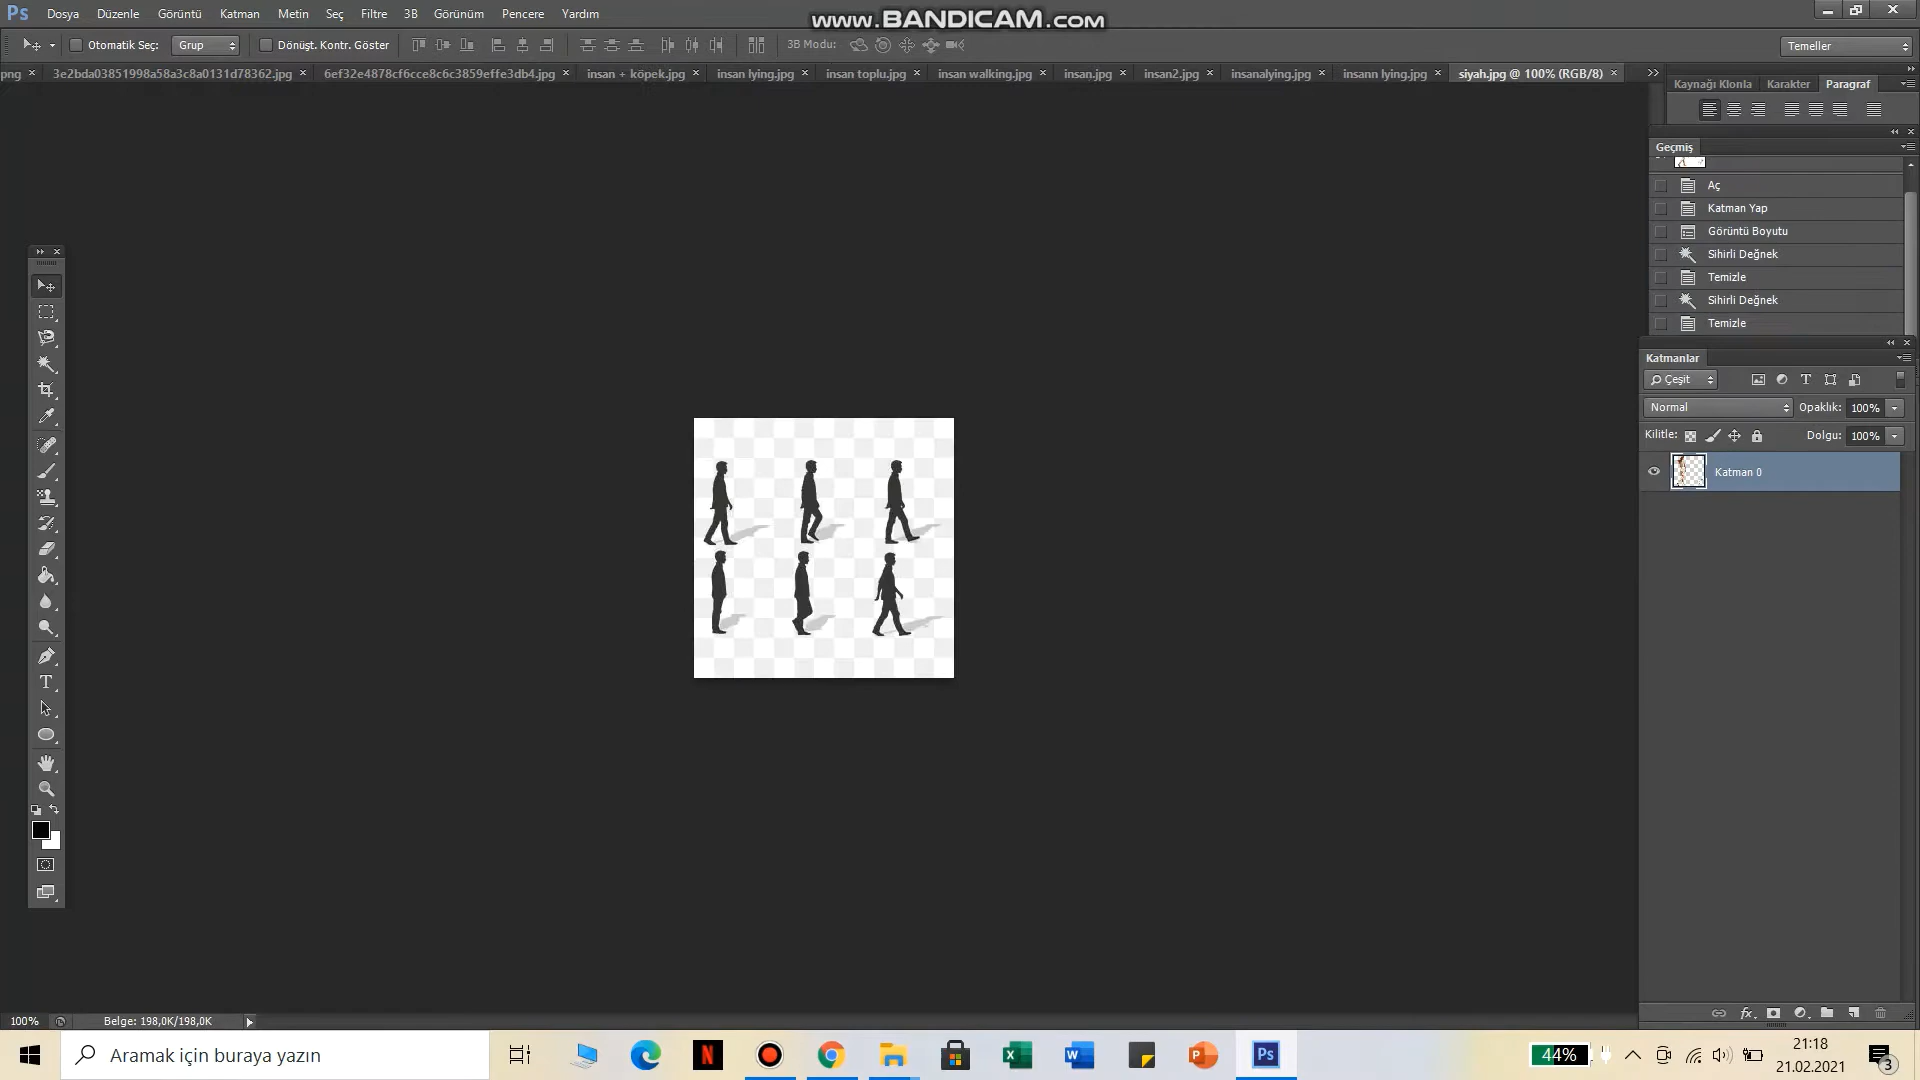 Ps Dosya Düzenle Görüntü Katman Metin Seç Filtre 3B Görünüm Pencere Yardım
www.BANDICAM.COM
Otomatik Seç: Grup Dönüşt. Kontr. Göster 3B Modu: Temeller
png 3e2bda03851998a58a3c8a0131d78362.jpg 6ef32e4878cf6cce8c6c3859effe3db4.jpg insan + köpek.jpg insan lying.jpg insan toplu.jpg insan walking.jpg insan.jpg insan2.jpg insanalying.jpg insann lying.jpg siyah.jpg @ 100% (RGB/8)
Kaynağı Klonla Karakter Paragraf
Geçmiş
Aç
Katman Yap
Görüntü Boyutu
Sihirli Değnek
Temizle
Sihirli Değnek
Temizle
Katmanlar
Çeşit
Normal Opaklık: 100%
Kilitle: Dolgu: 100%
Katman 0
100% Belge: 198,0K/198,0K
Aramak için buraya yazın
44%
21:18
21.02.2021
3